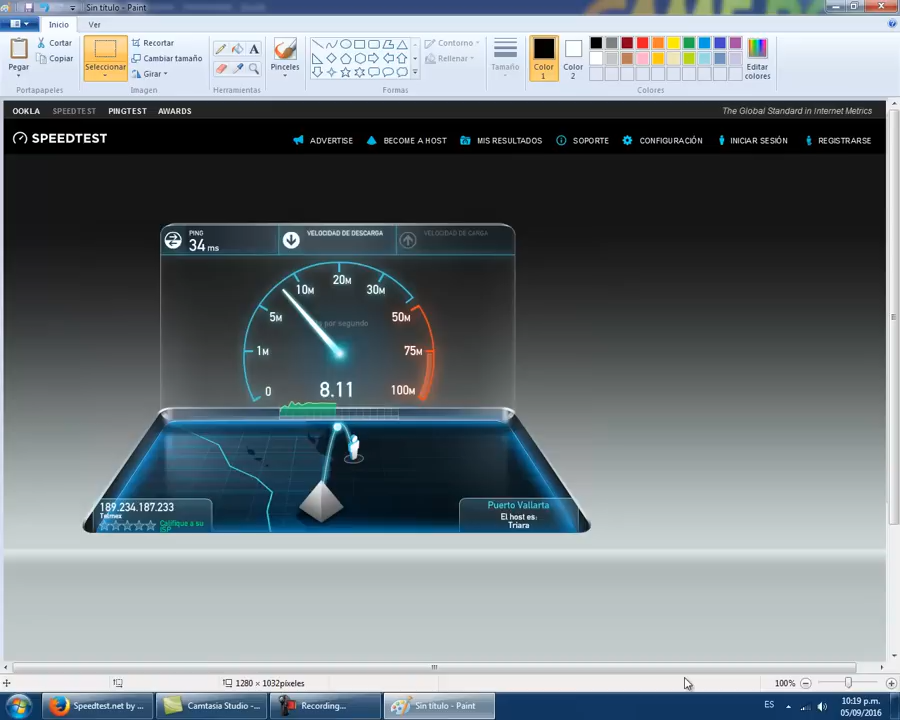 Sin título - Paint
Inicio
Ver
Pegar
Cortar
Copiar
Portapapeles
Seleccionar
Recortar
Cambiar tamaño
Girar
Imagen
A
Herramientas
Pinceles
Contorno
Rellenar
Formas
Tamaño
Color 1
Color 2
Editar colores
Colores
OOKLA SPEEDTEST PINGTEST AWARDS
The Global Standard in Internet Metrics
SPEEDTEST
ADVERTISE
BECOME A HOST
MIS RESULTADOS
SOPORTE
CONFIGURACIÓN
INICIAR SESIÓN
REGISTRARSE
PING
34 ms
VELOCIDAD DE DESCARGA
VELOCIDAD DE CARGA
0
1M
5M
10M
20M
30M
50M
75M
100M
por segundo
8.11
189.234.187.233
Telmex
Califique a su
ISP
Puerto Vallarta
El host es:
Triara
1280 × 1032píxeles
100%
Speedtest.net by ...
Camtasia Studio -...
Recording...
Sin título - Paint
ES
10:19 p.m.
05/09/2016